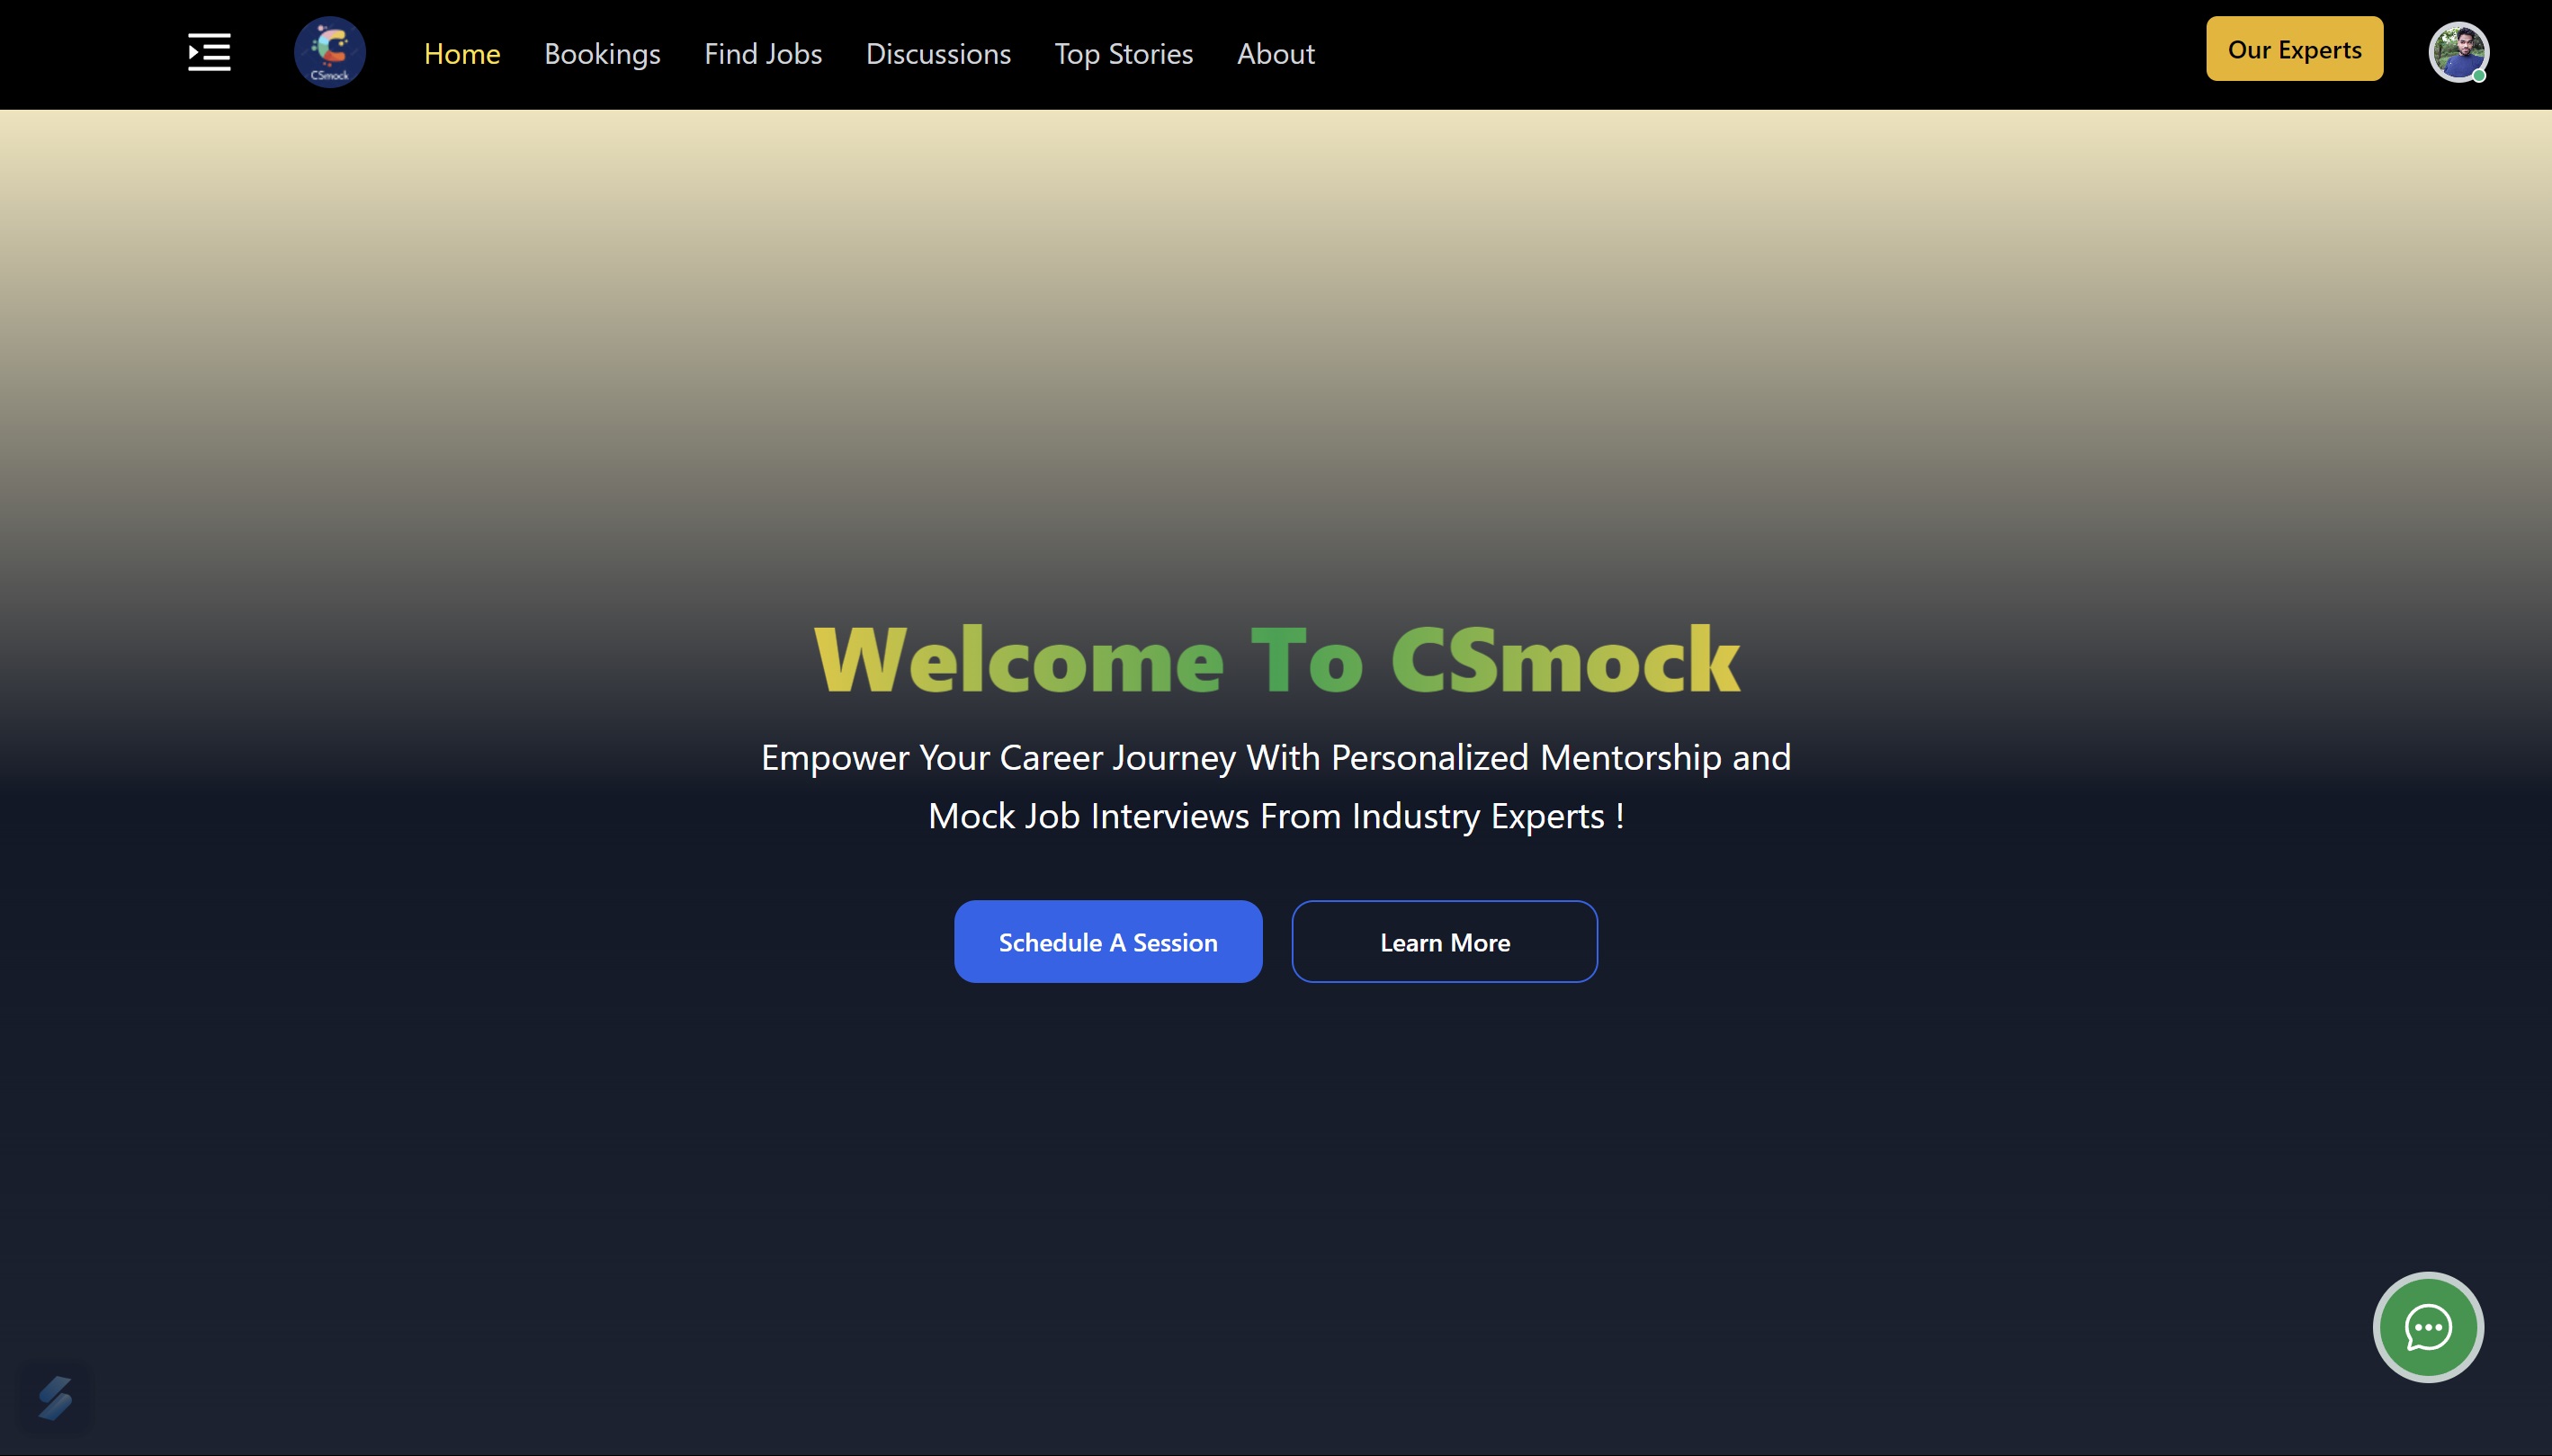 CSmock
Home
Bookings
Find Jobs
Discussions
Top Stories
About
Our Experts
Welcome To CSmock
Empower Your Career Journey With Personalized Mentorship and
Mock Job Interviews From Industry Experts !
Schedule A Session
Learn More